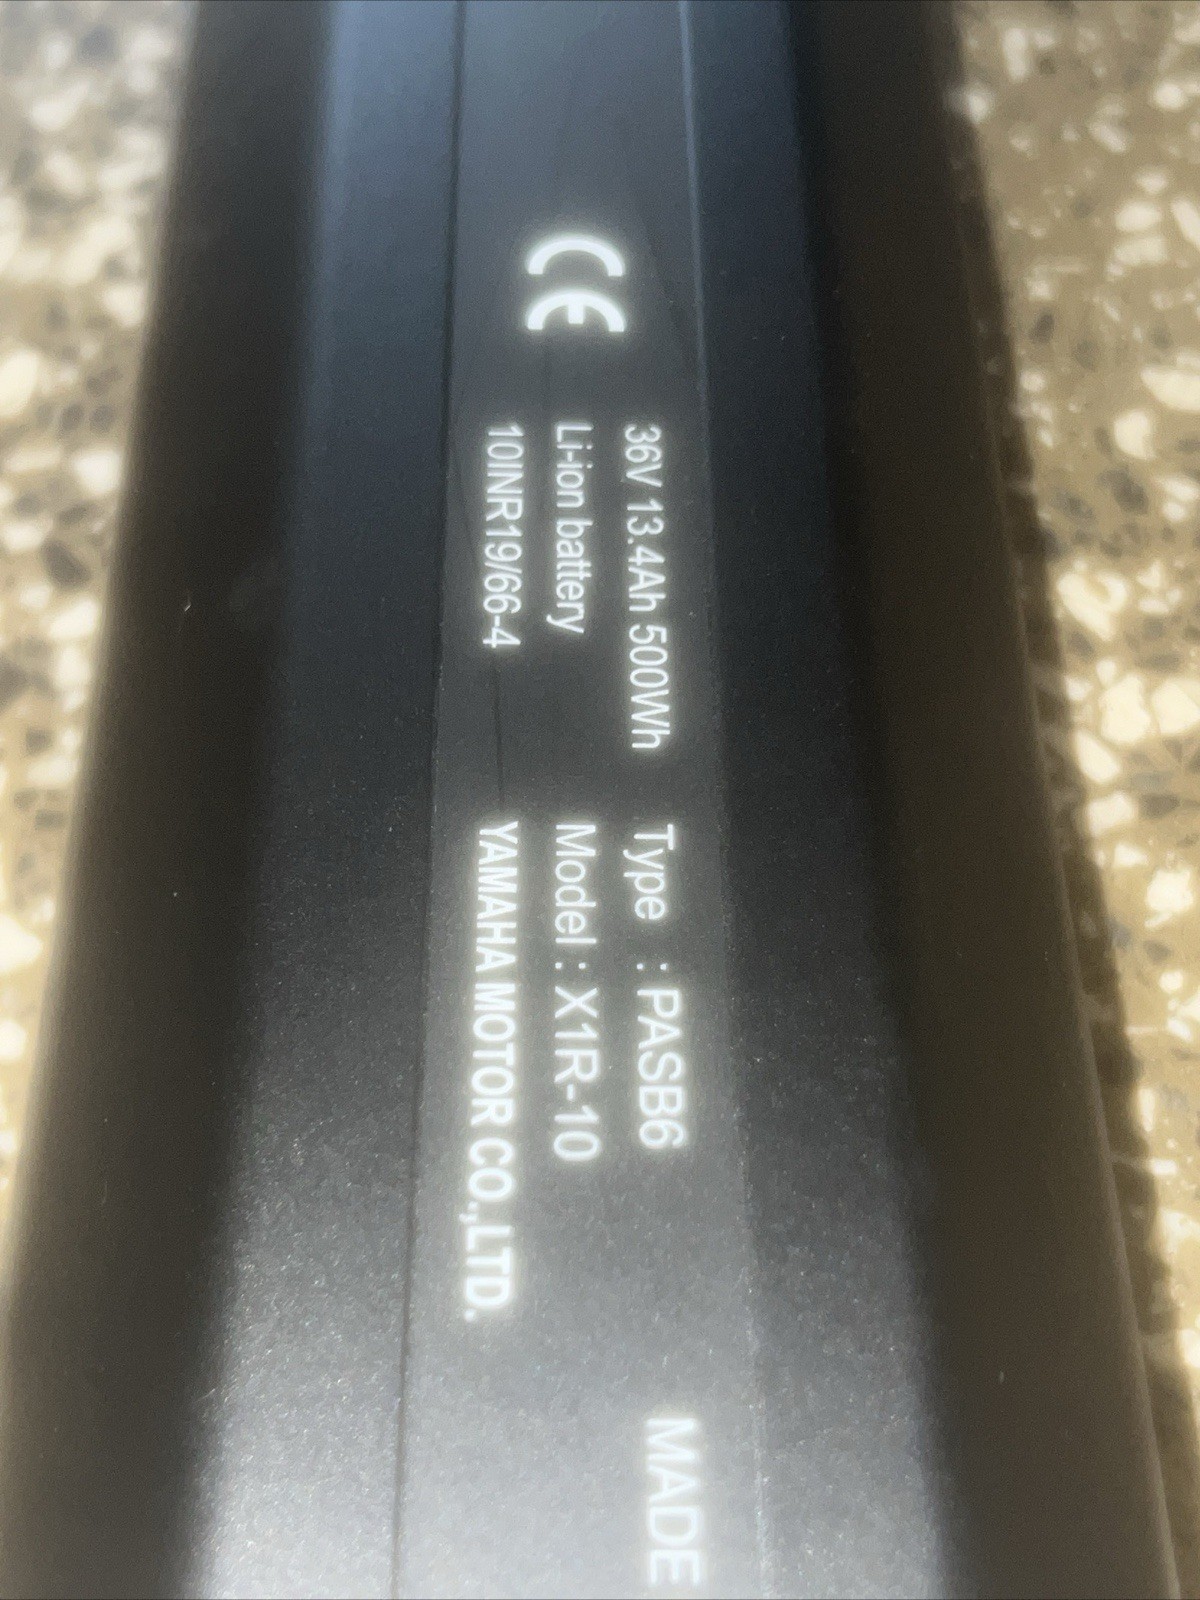 CE
36V 13.4Ah 500Wh
Li-ion battery
10INR19/66-4
Type : PASB6
Model : X1R-10
YAMAHA MOTOR CO.,LTD.
MADE